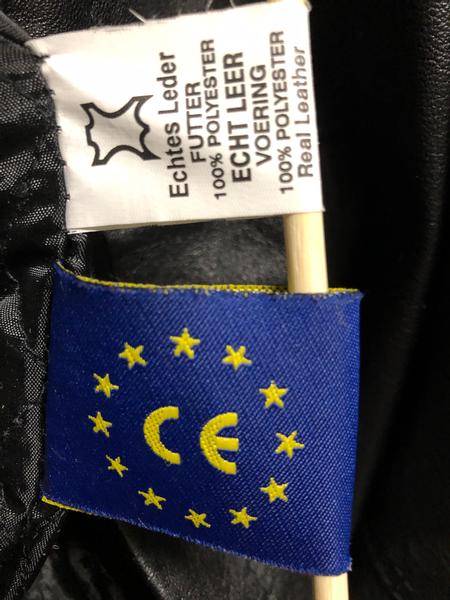 Echtes Leder
FUTTER
100% POLYESTER
ECHT LEER
VOERING
100% POLYESTER
Real Leather
CE